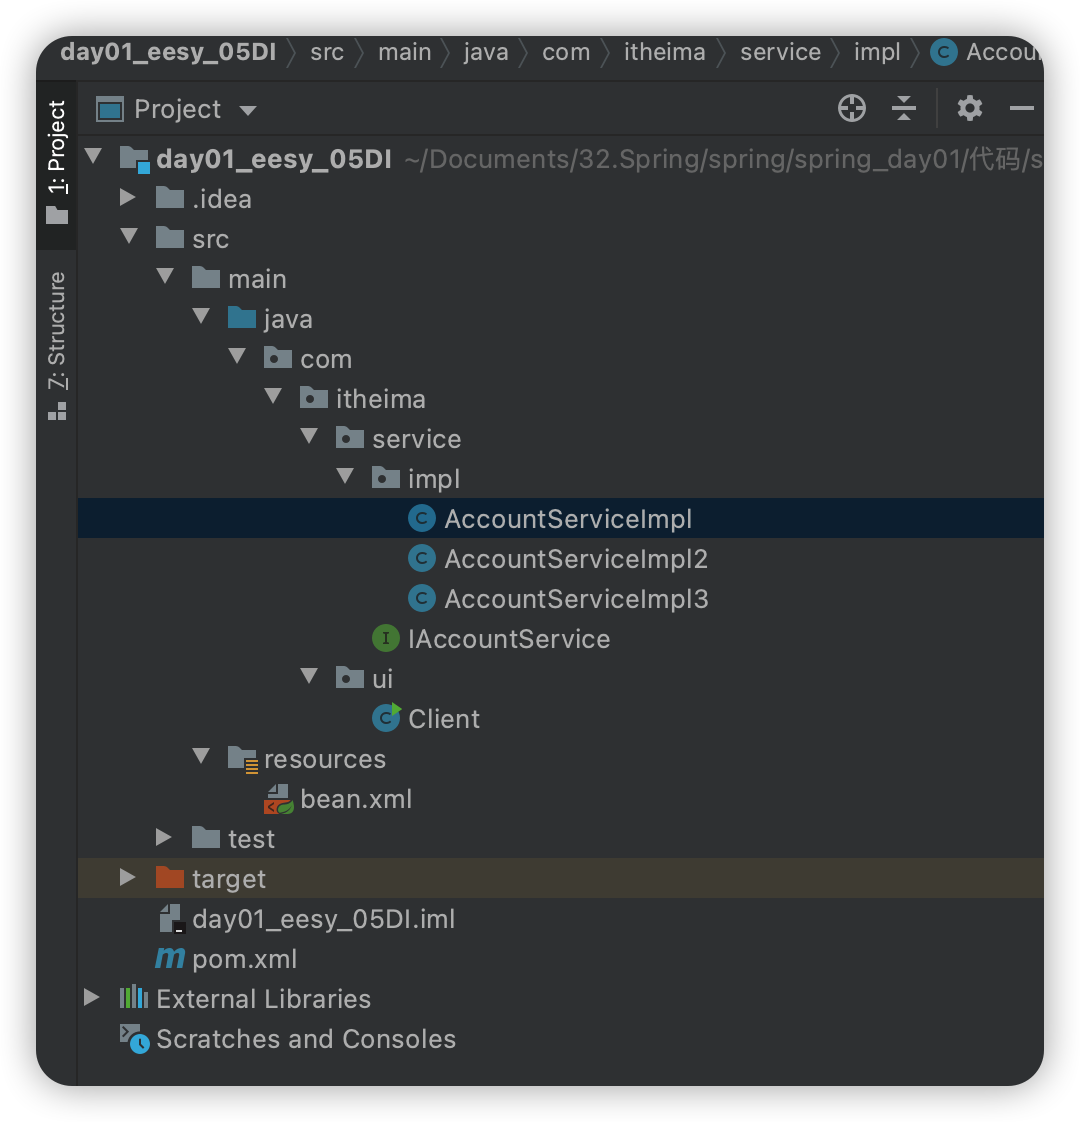 day01_eesy_05DI src main java com itheima service impl Accou
Project
1: Project
7: Structure
day01_eesy_05DI ~/Documents/32.Spring/spring/spring_day01/代码/s
.idea
src
main
java
com
itheima
service
impl
AccountServiceImpl
AccountServiceImpl2
AccountServiceImpl3
IAccountService
ui
Client
resources
bean.xml
test
target
day01_eesy_05DI.iml
pom.xml
External Libraries
Scratches and Consoles